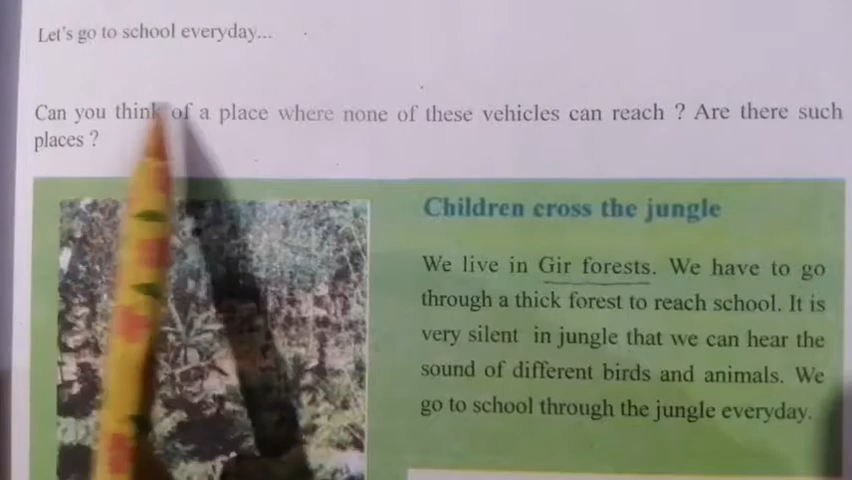 Let's go to school everyday...
Can you think of a place where none of these vehicles can reach ? Are there such
places ?
Children cross the jungle
We live in Gir forests. We have to go
through a thick forest to reach school. It is
very silent in jungle that we can hear the
sound of different birds and animals. We
go to school through the jungle everyday.